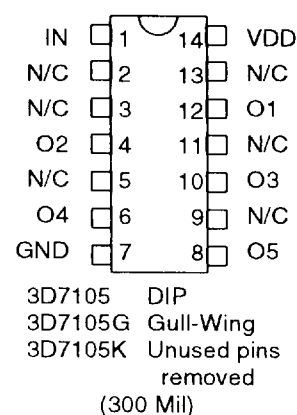 IN 1 14 VDD
N/C 2 13 N/C
N/C 3 12 O1
O2 4 11 N/C
N/C 5 10 O3
O4 6 9 N/C
GND 7 8 O5
3D7105 DIP
3D7105G Gull-Wing
3D7105K Unused pins
removed
(300 Mil)